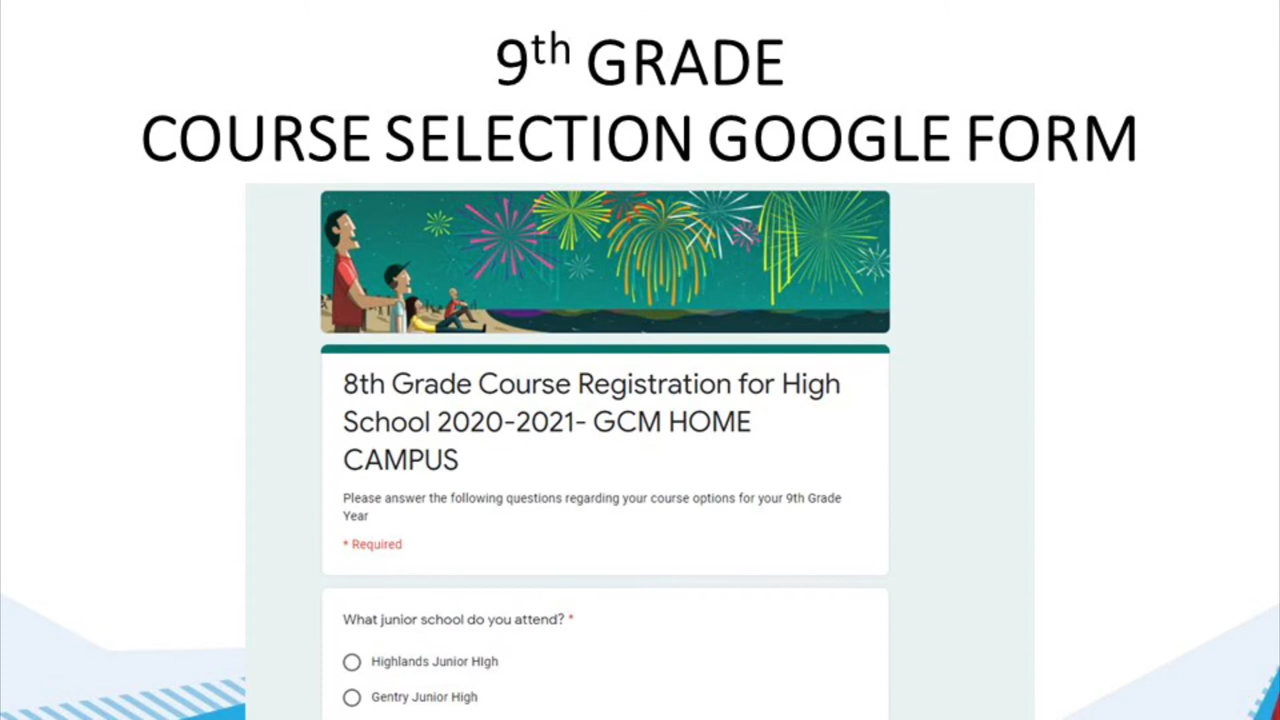 9th GRADE
COURSE SELECTION GOOGLE FORM
8th Grade Course Registration for High
School 2020-2021- GCM HOME
CAMPUS
Please answer the following questions regarding your course options for your 9th Grade
Year
* Required
What junior school do you attend? *
Highlands Junior HIgh
Gentry Junior High